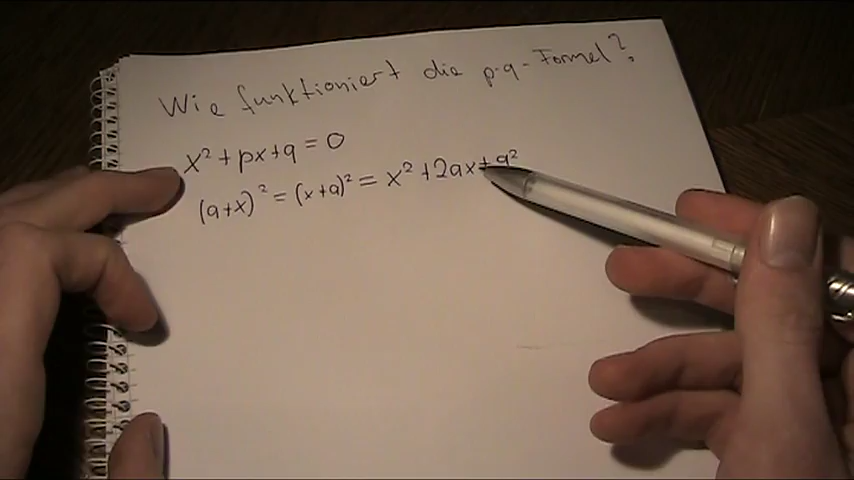 Wie funktioniert die p-q-Formel?
x² + px + q = 0
(a+x)² = (x+a)² = x² + 2ax + a²